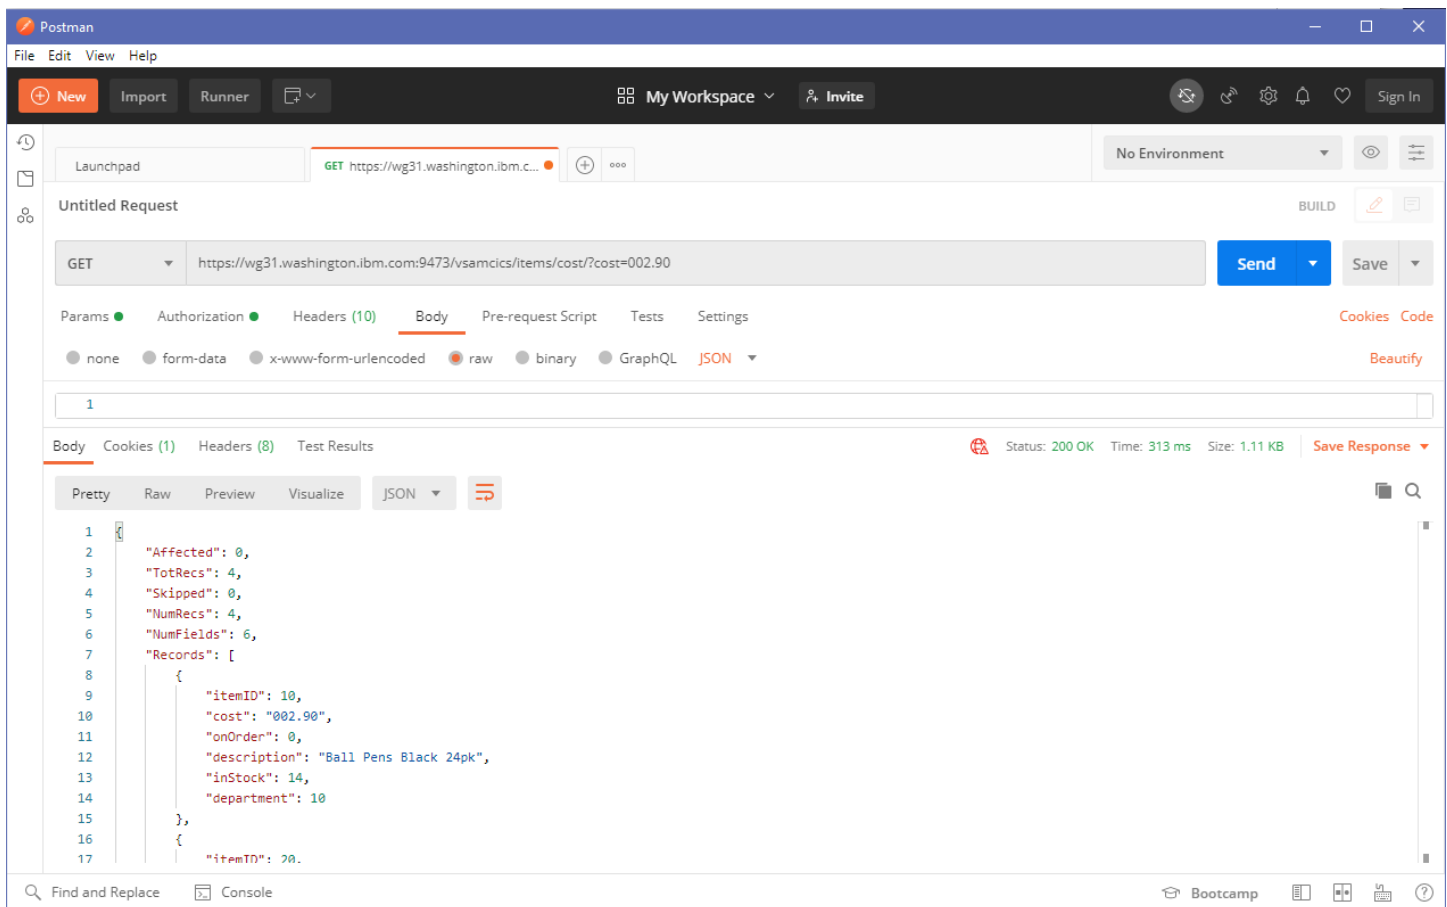 Postman
File Edit View Help
New Import Runner My Workspace Invite Sign In
Launchpad GET https://wg31.washington.ibm.c... No Environment
Untitled Request BUILD
GET https://wg31.washington.ibm.com:9473/vsamcics/items/cost/?cost=002.90 Send Save
Params Authorization Headers (10) Body Pre-request Script Tests Settings Cookies Code
none form-data x-www-form-urlencoded raw binary GraphQL JSON Beautify
1
Body Cookies (1) Headers (8) Test Results Status: 200 OK Time: 313 ms Size: 1.11 KB Save Response
Pretty Raw Preview Visualize JSON
1 {
2 "Affected": 0,
3 "TotRecs": 4,
4 "Skipped": 0,
5 "NumRecs": 4,
6 "NumFields": 6,
7 "Records": [
8 {
9 "itemID": 10,
10 "cost": "002.90",
11 "onOrder": 0,
12 "description": "Ball Pens Black 24pk",
13 "inStock": 14,
14 "department": 10
15 },
16 {
17 "itemID": 20,
Find and Replace Console Bootcamp